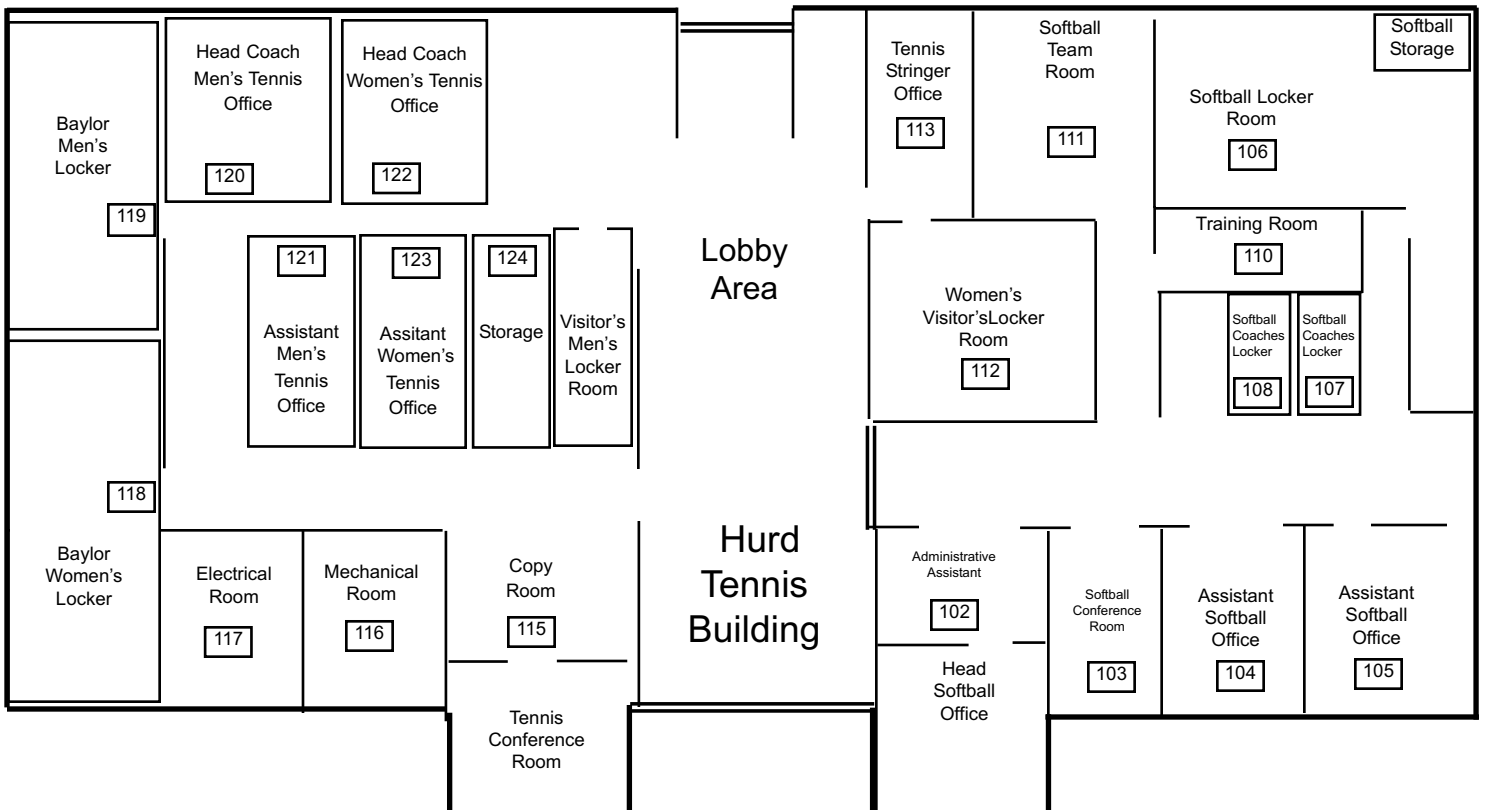 Baylor
Men's
Locker
119
Head Coach
Men's Tennis
Office
120
Head Coach
Women's Tennis
Office
122
Tennis
Stringer
Office
113
Softball
Team
Room
111
Softball Locker
Room
106
Softball
Storage
Training Room
110
121
Assistant
Men's
Tennis
Office
123
Assitant
Women's
Tennis
Office
124
Storage
Visitor's
Men's
Locker
Room
Lobby
Area
Women's
Visitor'sLocker
Room
112
Softball
Coaches
Locker
108
Softball
Coaches
Locker
107
118
Baylor
Women's
Locker
Electrical
Room
117
Mechanical
Room
116
Copy
Room
115
Tennis
Conference
Room
Hurd
Tennis
Building
Administrative
Assistant
102
Head
Softball
Office
Softball
Conference
Room
103
Assistant
Softball
Office
104
Assistant
Softball
Office
105